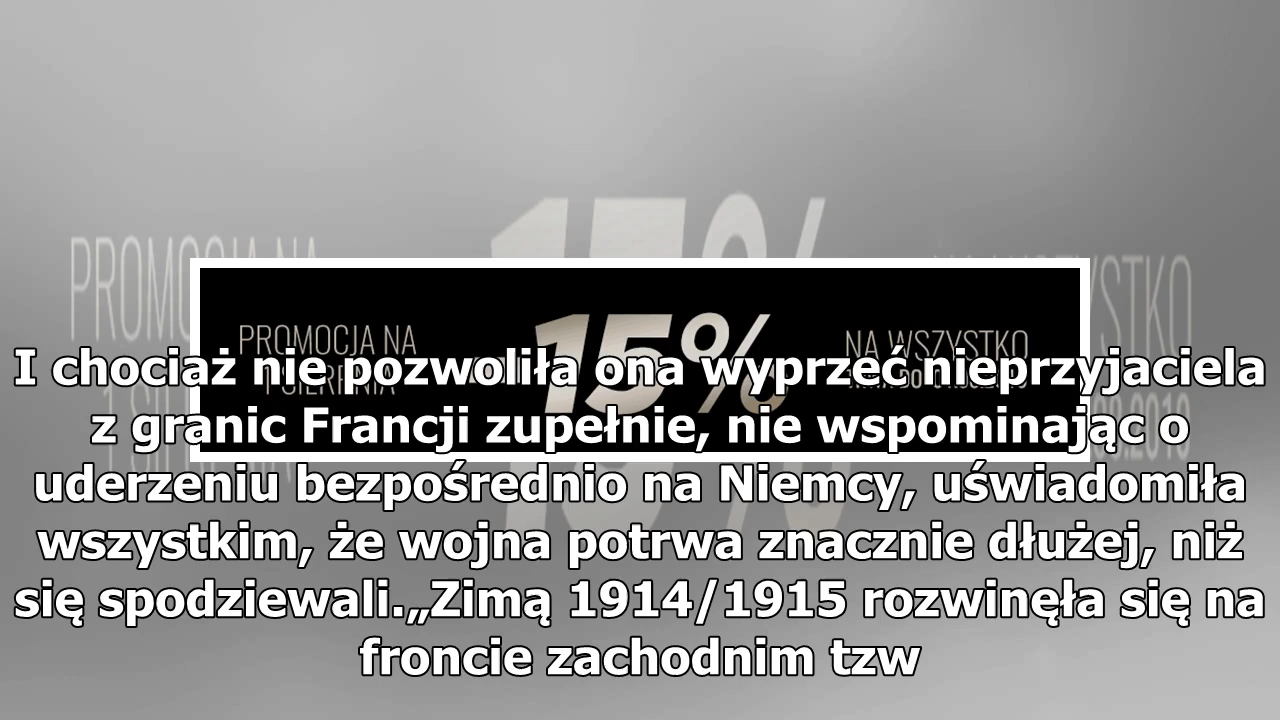 PROMOCJA NA
1 SIERPNIA
-15%
NA WSZYSTKO
I chociaż nie pozwoliła ona wyprzeć nieprzyjaciela
z granic Francji zupełnie, nie wspominając o
uderzeniu bezpośrednio na Niemcy, uświadomiła
wszystkim, że wojna potrwa znacznie dłużej, niż
się spodziewali.„Zimą 1914/1915 rozwinęła się na
froncie zachodnim tzw